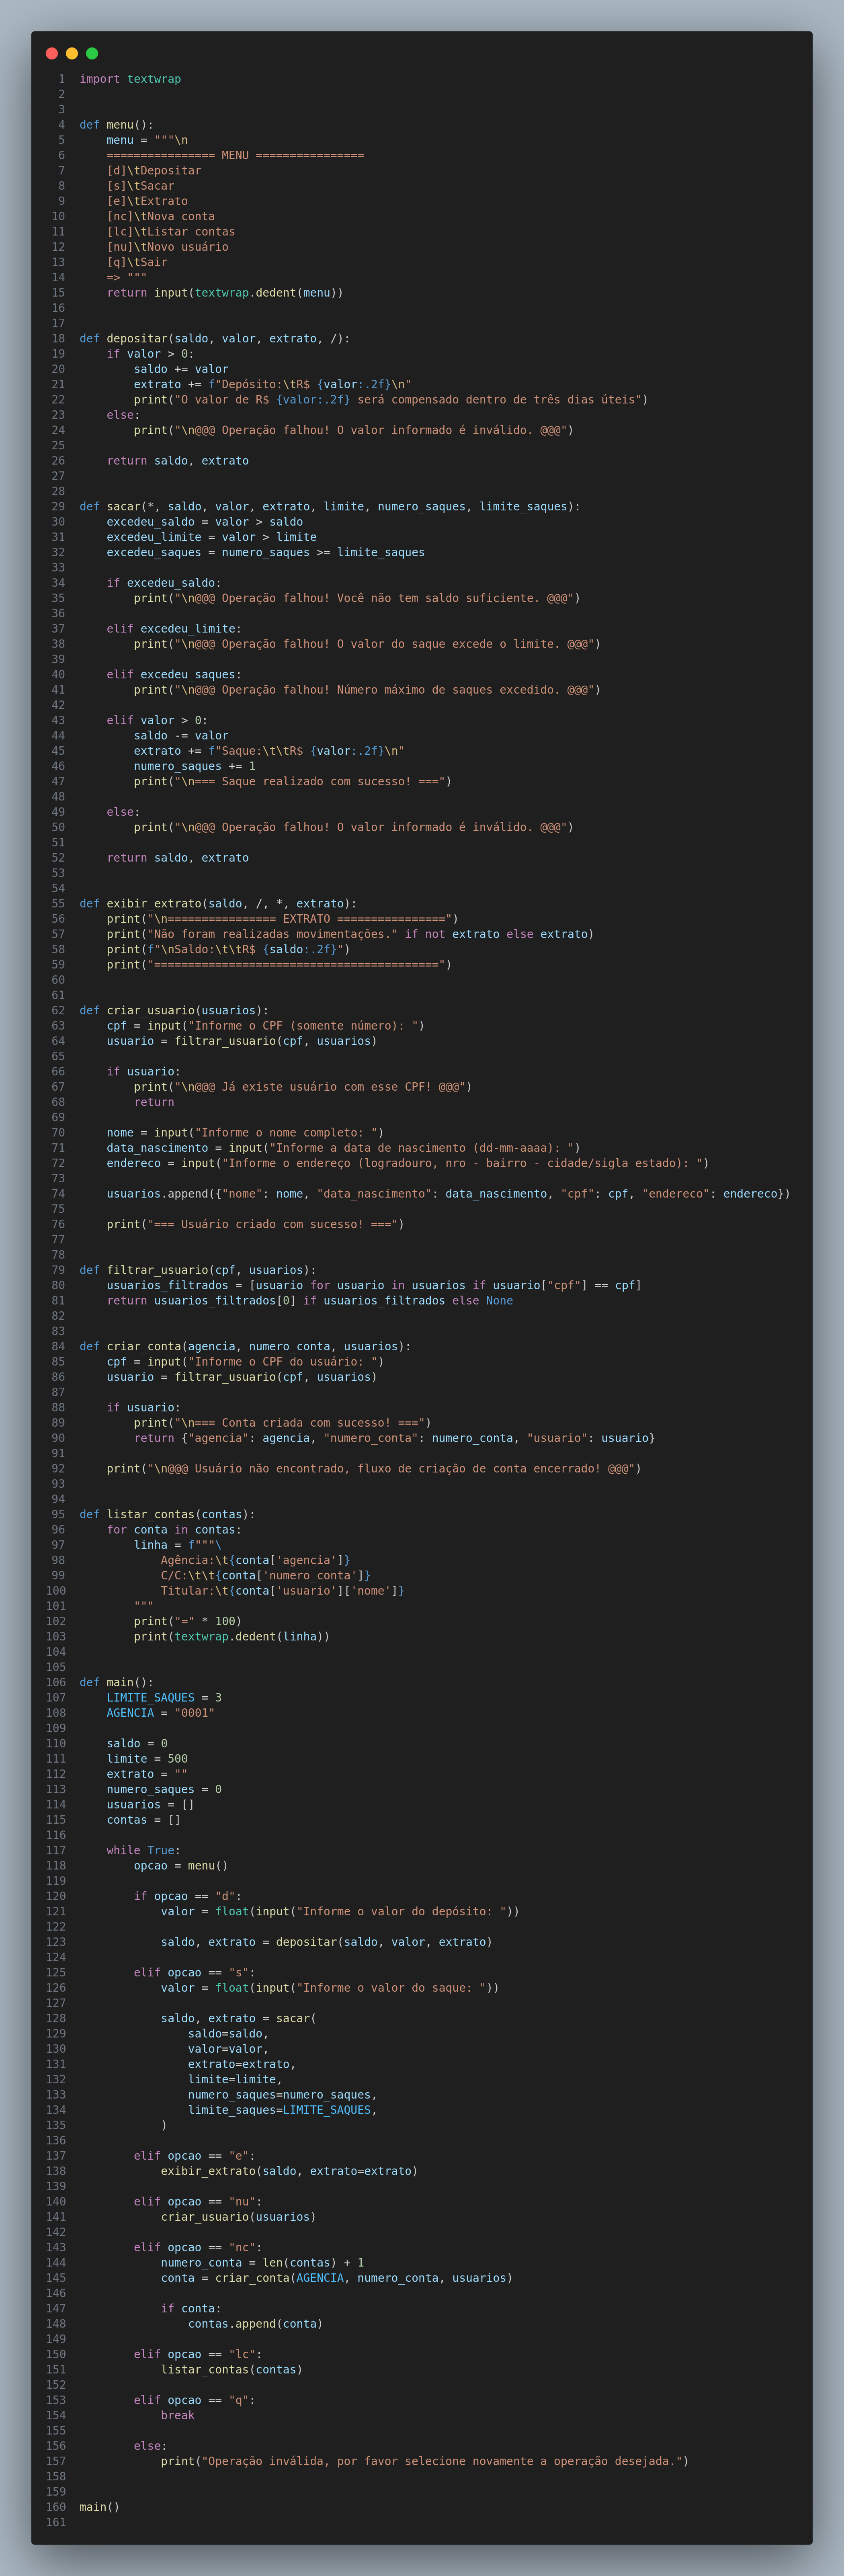 1 import textwrap
2
3
4 def menu():
5     menu = """\n
6     ================ MENU ================
7     [d]\tDepositar
8     [s]\tSacar
9     [e]\tExtrato
10     [nc]\tNova conta
11     [lc]\tListar contas
12     [nu]\tNovo usuário
13     [q]\tSair
14     => """
15     return input(textwrap.dedent(menu))
16
17
18 def depositar(saldo, valor, extrato, /):
19     if valor > 0:
20         saldo += valor
21         extrato += f"Depósito:\tR$ {valor:.2f}\n"
22         print("O valor de R$ {valor:.2f} será compensado dentro de três dias úteis")
23     else:
24         print("\n@@@ Operação falhou! O valor informado é inválido. @@@")
25
26     return saldo, extrato
27
28
29 def sacar(*, saldo, valor, extrato, limite, numero_saques, limite_saques):
30     excedeu_saldo = valor > saldo
31     excedeu_limite = valor > limite
32     excedeu_saques = numero_saques >= limite_saques
33
34     if excedeu_saldo:
35         print("\n@@@ Operação falhou! Você não tem saldo suficiente. @@@")
36
37     elif excedeu_limite:
38         print("\n@@@ Operação falhou! O valor do saque excede o limite. @@@")
39
40     elif excedeu_saques:
41         print("\n@@@ Operação falhou! Número máximo de saques excedido. @@@")
42
43     elif valor > 0:
44         saldo -= valor
45         extrato += f"Saque:\t\tR$ {valor:.2f}\n"
46         numero_saques += 1
47         print("\n=== Saque realizado com sucesso! ===")
48
49     else:
50         print("\n@@@ Operação falhou! O valor informado é inválido. @@@")
51
52     return saldo, extrato
53
54
55 def exibir_extrato(saldo, /, *, extrato):
56     print("\n================ EXTRATO ================")
57     print("Não foram realizadas movimentações." if not extrato else extrato)
58     print(f"\nSaldo:\t\tR$ {saldo:.2f}")
59     print("==========================================")
60
61
62 def criar_usuario(usuarios):
63     cpf = input("Informe o CPF (somente número): ")
64     usuario = filtrar_usuario(cpf, usuarios)
65
66     if usuario:
67         print("\n@@@ Já existe usuário com esse CPF! @@@")
68         return
69
70     nome = input("Informe o nome completo: ")
71     data_nascimento = input("Informe a data de nascimento (dd-mm-aaaa): ")
72     endereco = input("Informe o endereço (logradouro, nro - bairro - cidade/sigla estado): ")
73
74     usuarios.append({"nome": nome, "data_nascimento": data_nascimento, "cpf": cpf, "endereco": endereco})
75
76     print("=== Usuário criado com sucesso! ===")
77
78
79 def filtrar_usuario(cpf, usuarios):
80     usuarios_filtrados = [usuario for usuario in usuarios if usuario["cpf"] == cpf]
81     return usuarios_filtrados[0] if usuarios_filtrados else None
82
83
84 def criar_conta(agencia, numero_conta, usuarios):
85     cpf = input("Informe o CPF do usuário: ")
86     usuario = filtrar_usuario(cpf, usuarios)
87
88     if usuario:
89         print("\n=== Conta criada com sucesso! ===")
90         return {"agencia": agencia, "numero_conta": numero_conta, "usuario": usuario}
91
92     print("\n@@@ Usuário não encontrado, fluxo de criação de conta encerrado! @@@")
93
94
95 def listar_contas(contas):
96     for conta in contas:
97         linha = f"""\
98             Agência:\t{conta['agencia']}
99             C/C:\t\t{conta['numero_conta']}
100             Titular:\t{conta['usuario']['nome']}
101         """
102         print("=" * 100)
103         print(textwrap.dedent(linha))
104
105
106 def main():
107     LIMITE_SAQUES = 3
108     AGENCIA = "0001"
109
110     saldo = 0
111     limite = 500
112     extrato = ""
113     numero_saques = 0
114     usuarios = []
115     contas = []
116
117     while True:
118         opcao = menu()
119
120         if opcao == "d":
121             valor = float(input("Informe o valor do depósito: "))
122
123             saldo, extrato = depositar(saldo, valor, extrato)
124
125         elif opcao == "s":
126             valor = float(input("Informe o valor do saque: "))
127
128             saldo, extrato = sacar(
129                 saldo=saldo,
130                 valor=valor,
131                 extrato=extrato,
132                 limite=limite,
133                 numero_saques=numero_saques,
134                 limite_saques=LIMITE_SAQUES,
135             )
136
137         elif opcao == "e":
138             exibir_extrato(saldo, extrato=extrato)
139
140         elif opcao == "nu":
141             criar_usuario(usuarios)
142
143         elif opcao == "nc":
144             numero_conta = len(contas) + 1
145             conta = criar_conta(AGENCIA, numero_conta, usuarios)
146
147             if conta:
148                 contas.append(conta)
149
150         elif opcao == "lc":
151             listar_contas(contas)
152
153         elif opcao == "q":
154             break
155
156         else:
157             print("Operação inválida, por favor selecione novamente a operação desejada.")
158
159
160 main()
161